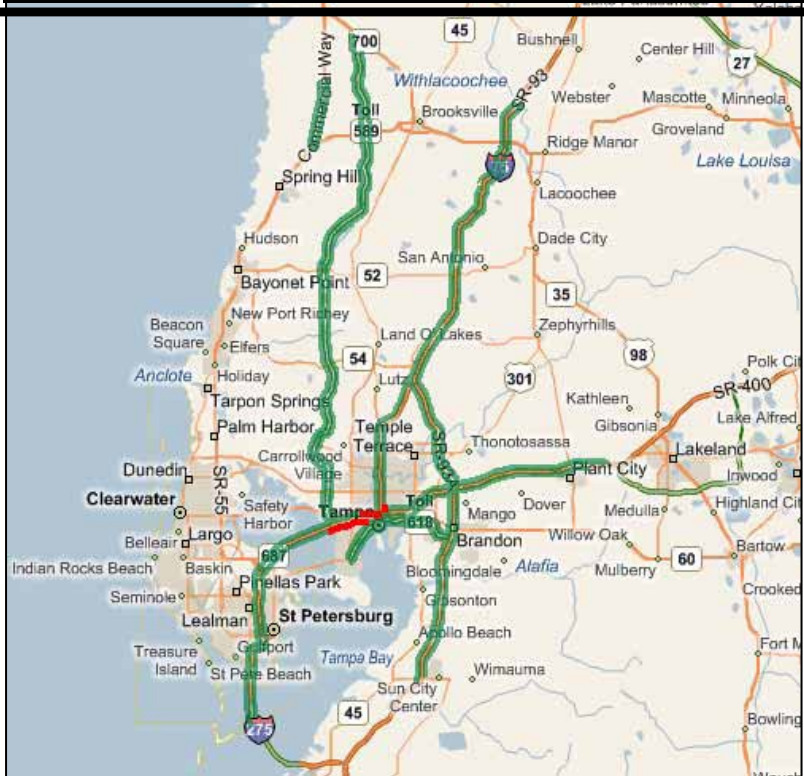 700
45
Bushnell
Center Hill
27
Commercial Way
Withlacoochee
SR-93
Webster
Mascotte
Minneola
Toll
589
Brooksville
Groveland
Ridge Manor
Lake Louisa
75
Spring Hill
Lacoochee
Hudson
Dade City
San Antonio
Bayonet Point
52
35
New Port Richey
Beacon
Square
Elfers
Land O' Lakes
Zephyrhills
54
98
Anclote
Holiday
Lutz
301
Polk Cit
SR-400
Tarpon Springs
Kathleen
Gibsonia
Lake Alfred
Palm Harbor
Temple
Terrace
Thonotosassa
Carrollwood
Village
Lakeland
Dunedin
SR-55
SR-93A
Plant City
Inwood
Clearwater
Safety
Harbor
Tampa
Toll
618
Mango
Dover
Medulla
Highland City
Belleair
Largo
Brandon
Willow Oak
60
Bartow
687
Indian Rocks Beach
Baskin
Bloomingdale
Alafia
Mulberry
Pinellas Park
Crooked
Seminole
Gibsonton
Lealman
St Petersburg
Apollo Beach
Fort M
Treasure
Island
Gulfport
St Pete Beach
Tampa Bay
Wimauma
Sun City
Center
45
275
Bowling